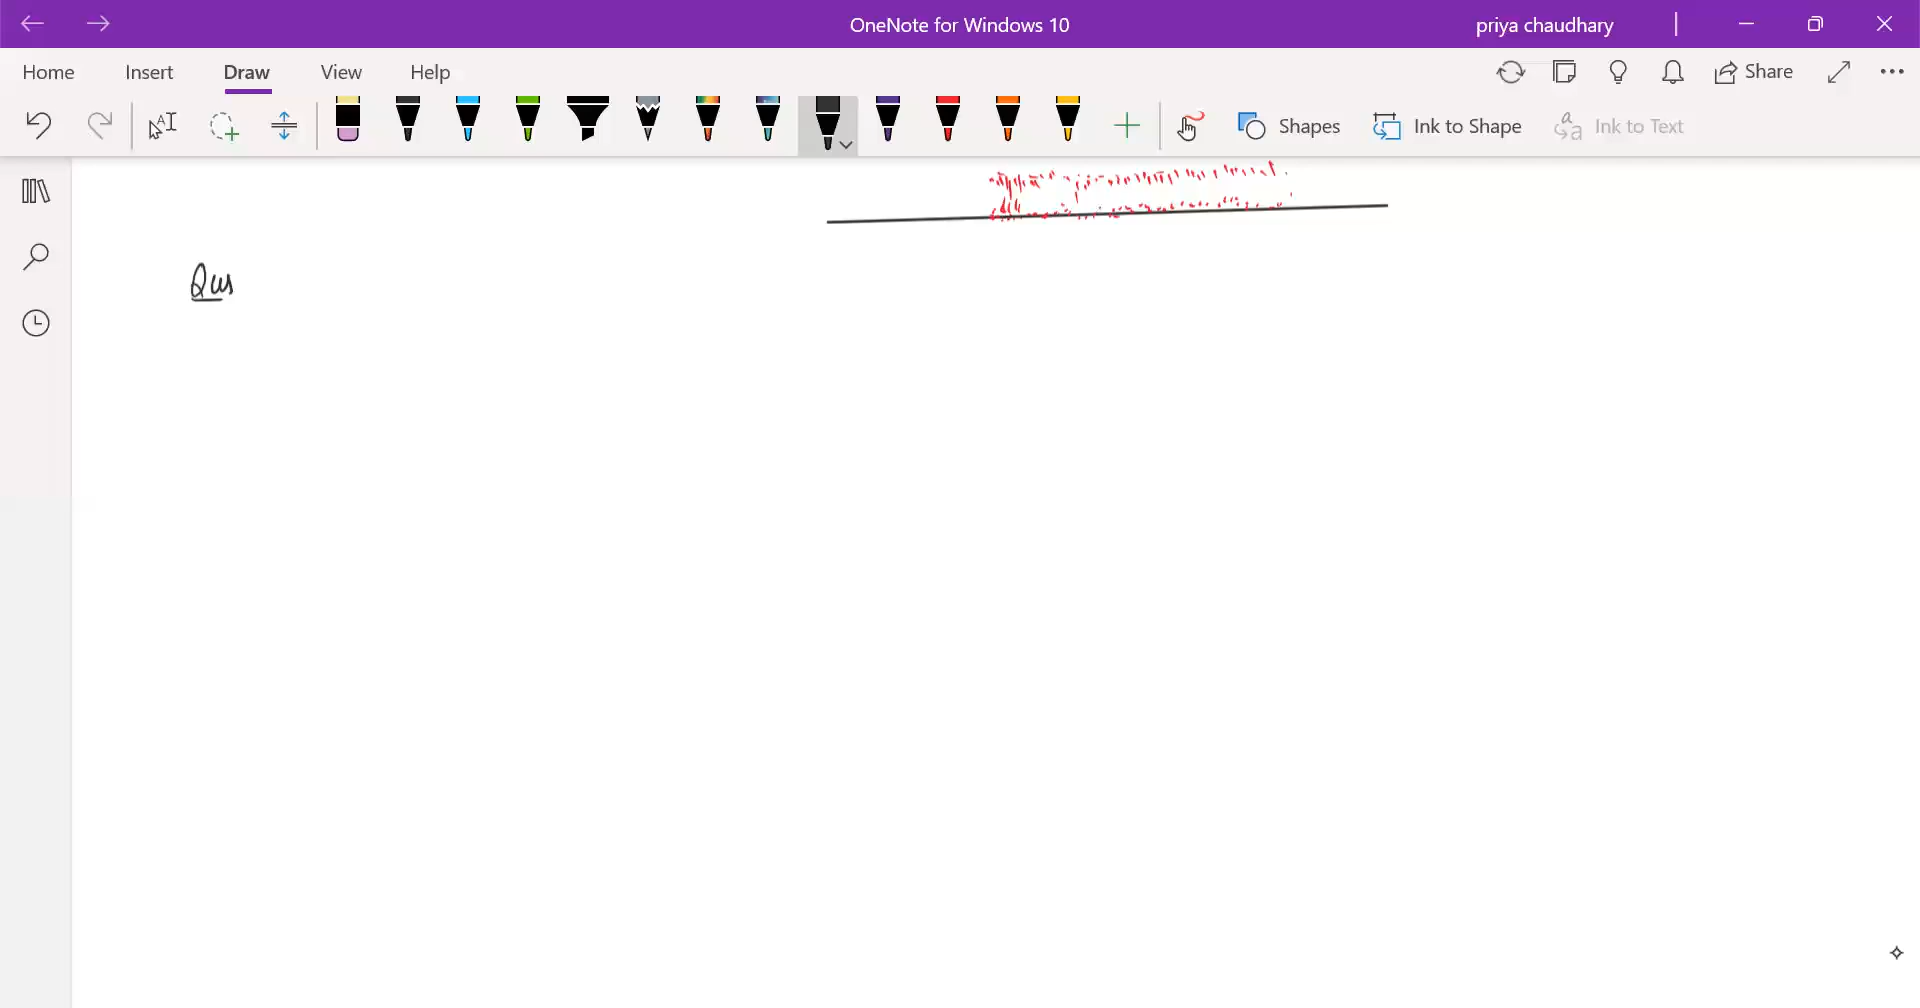 OneNote for Windows 10
priya chaudhary
Home Insert Draw View Help
Share
Shapes Ink to Shape Ink to Text
Qus